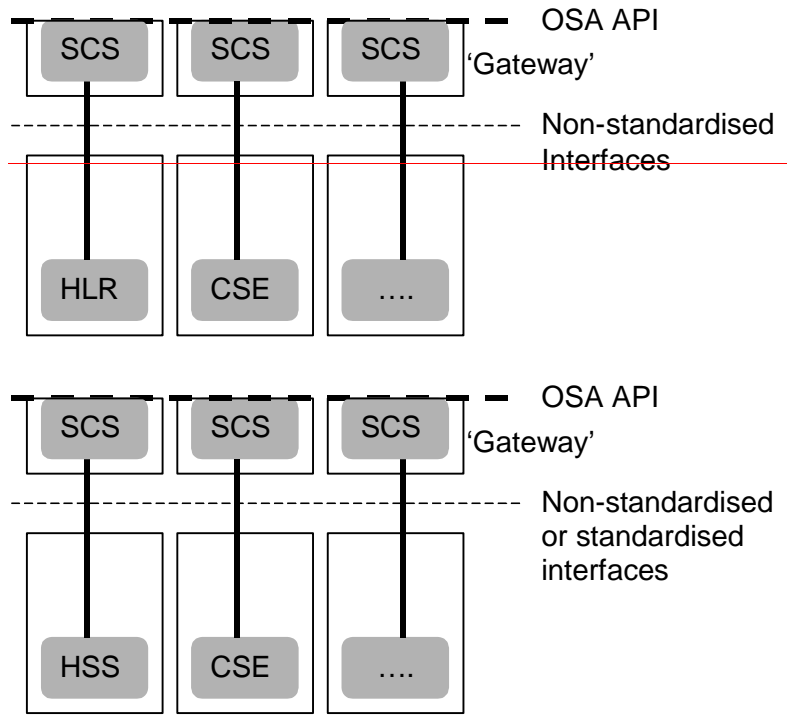 OSA API
SCS SCS SCS
‘Gateway’
Non-standardised
Interfaces
HLR CSE ….
OSA API
SCS SCS SCS
‘Gateway’
Non-standardised
or standardised
interfaces
HSS CSE ….